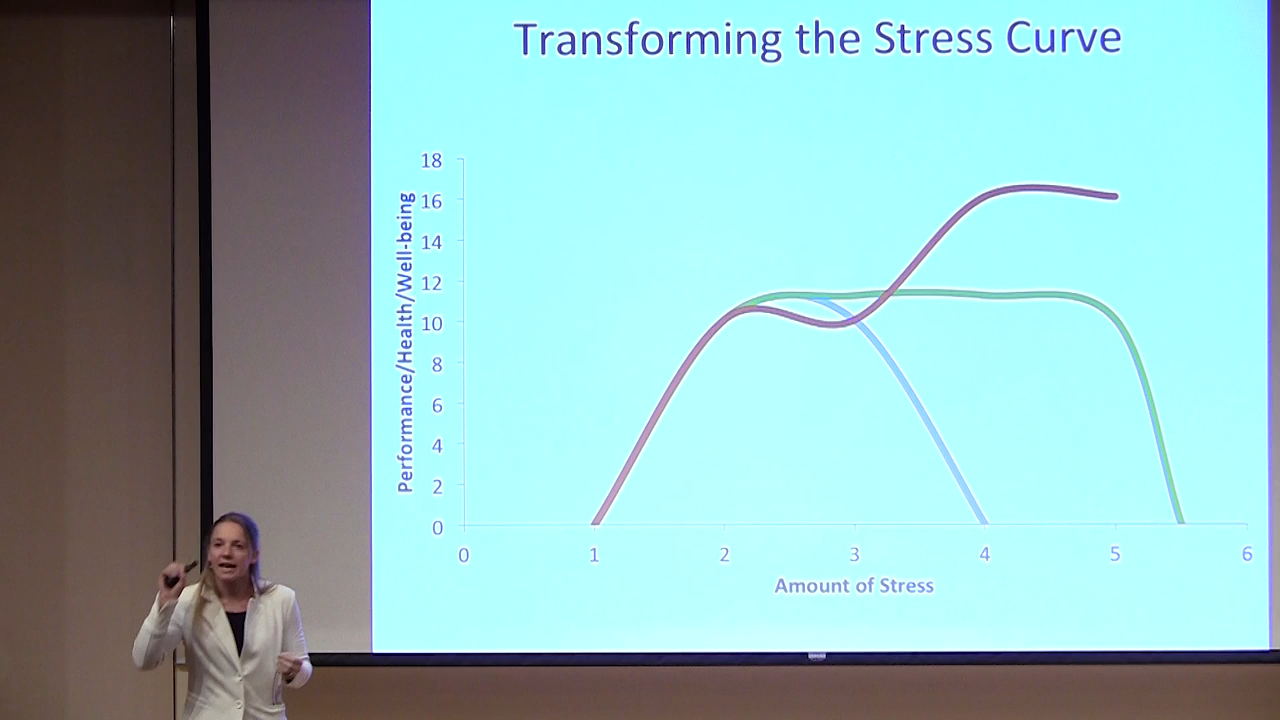 Transforming the Stress Curve
Performance/Health/Well-being
18
16
14
12
10
8
6
4
2
0
0 1 2 3 4 5 6
Amount of Stress